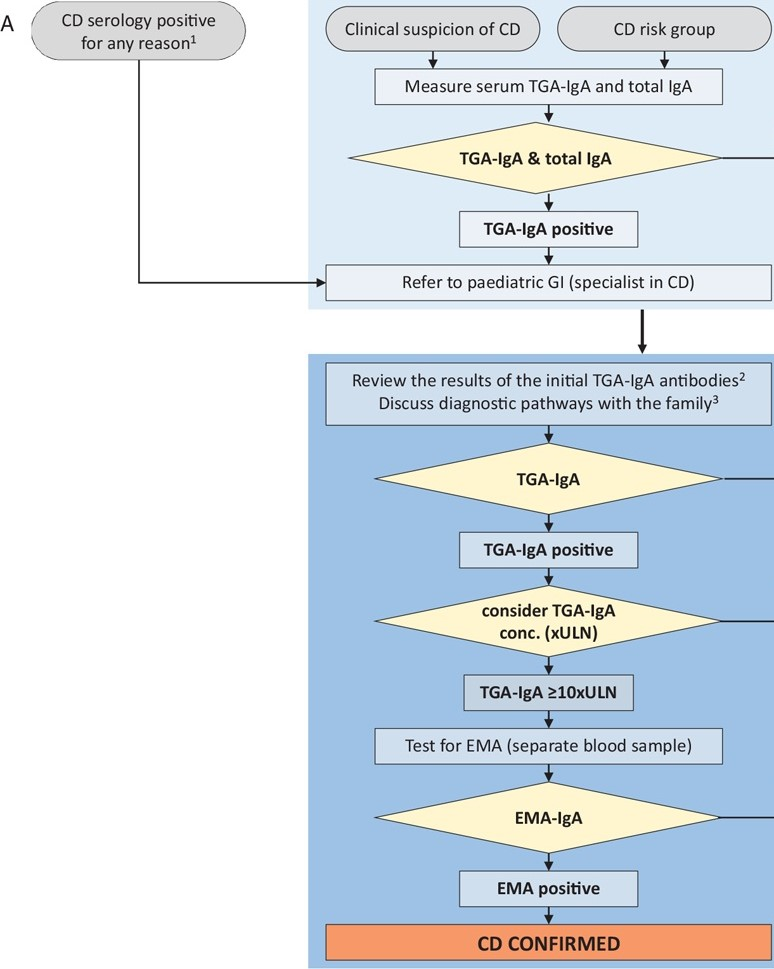 A
CD serology positive
for any reason¹
Clinical suspicion of CD
CD risk group
Measure serum TGA-IgA and total IgA
TGA-IgA & total IgA
TGA-IgA positive
Refer to paediatric GI (specialist in CD)
Review the results of the initial TGA-IgA antibodies²
Discuss diagnostic pathways with the family³
TGA-IgA
TGA-IgA positive
consider TGA-IgA
conc. (xULN)
TGA-IgA ≥10xULN
Test for EMA (separate blood sample)
EMA-IgA
EMA positive
CD CONFIRMED